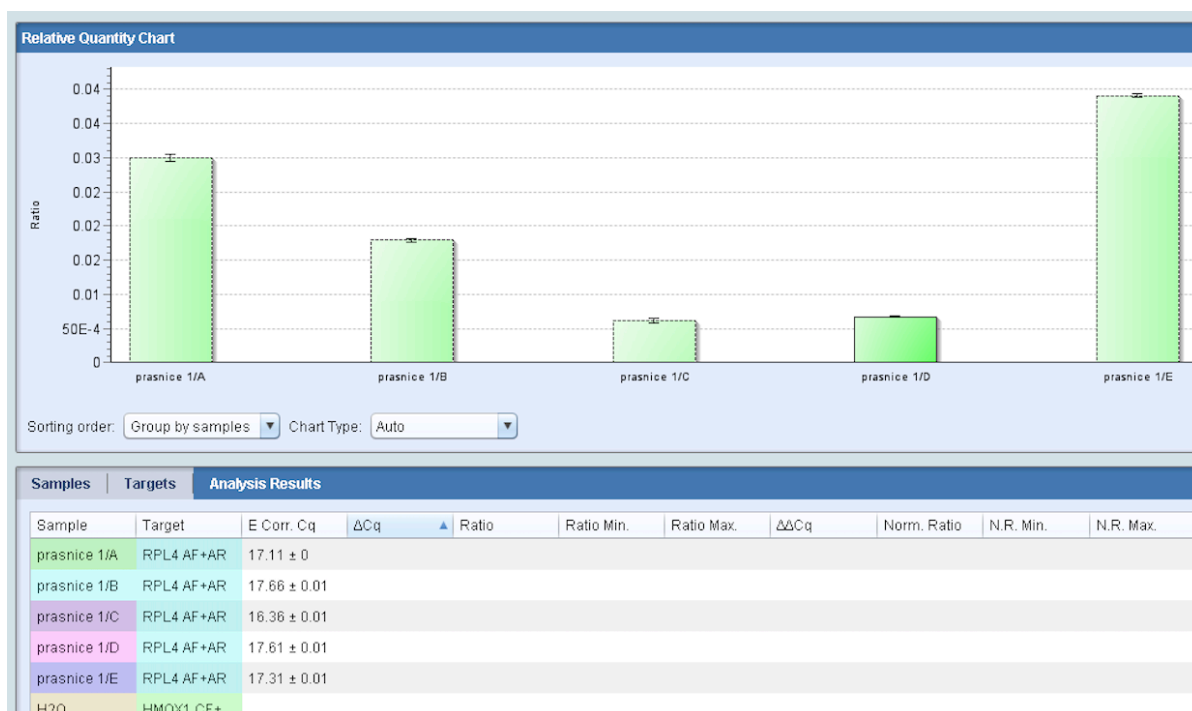 Relative Quantity Chart
Ratio
0.04
0.04
0.03
0.02
0.02
0.02
0.01
50E-4
0
prasnice 1/A prasnice 1/B prasnice 1/C prasnice 1/D prasnice 1/E
Sorting order: Group by samples Chart Type: Auto
Samples Targets Analysis Results
Sample Target E Corr. Cq ΔCq Ratio Ratio Min. Ratio Max. ΔΔCq Norm. Ratio N.R. Min. N.R. Max.
prasnice 1/A RPL4 AF+AR 17.11 ± 0
prasnice 1/B RPL4 AF+AR 17.66 ± 0.01
prasnice 1/C RPL4 AF+AR 16.36 ± 0.01
prasnice 1/D RPL4 AF+AR 17.61 ± 0.01
prasnice 1/E RPL4 AF+AR 17.31 ± 0.01
H2O HMOX1 CF+